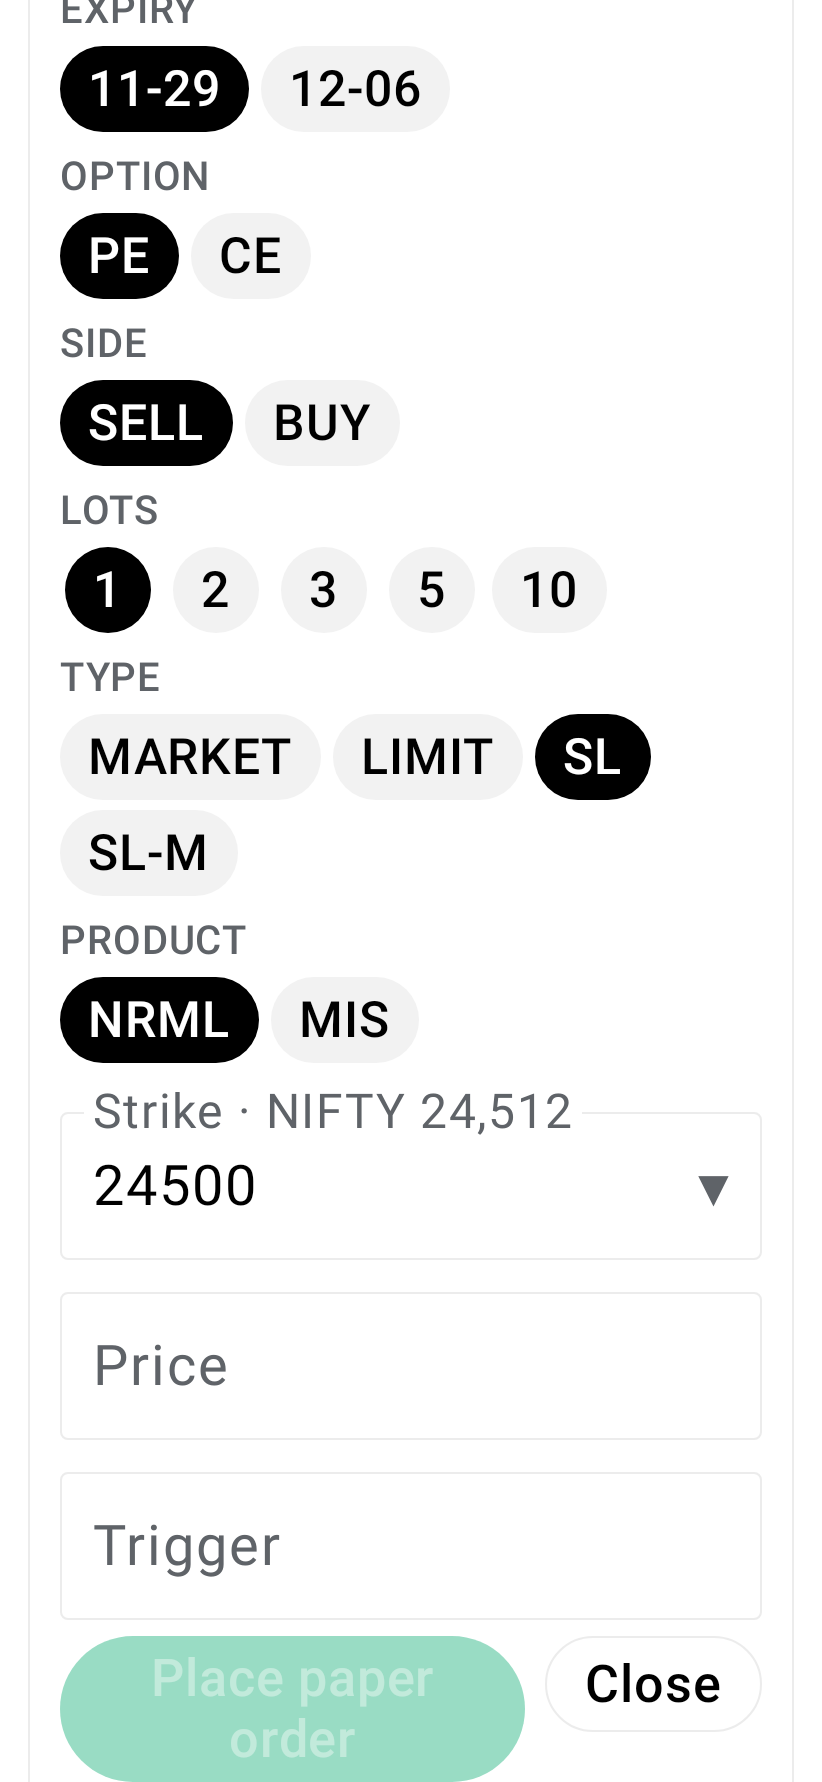 EXPIRY
11-29 12-06
OPTION
PE CE
SIDE
SELL BUY
LOTS
1 2 3 5 10
TYPE
MARKET LIMIT SL
SL-M
PRODUCT
NRML MIS
Strike · NIFTY 24,512
24500 ▼
Price
Trigger
Place paper
order
Close